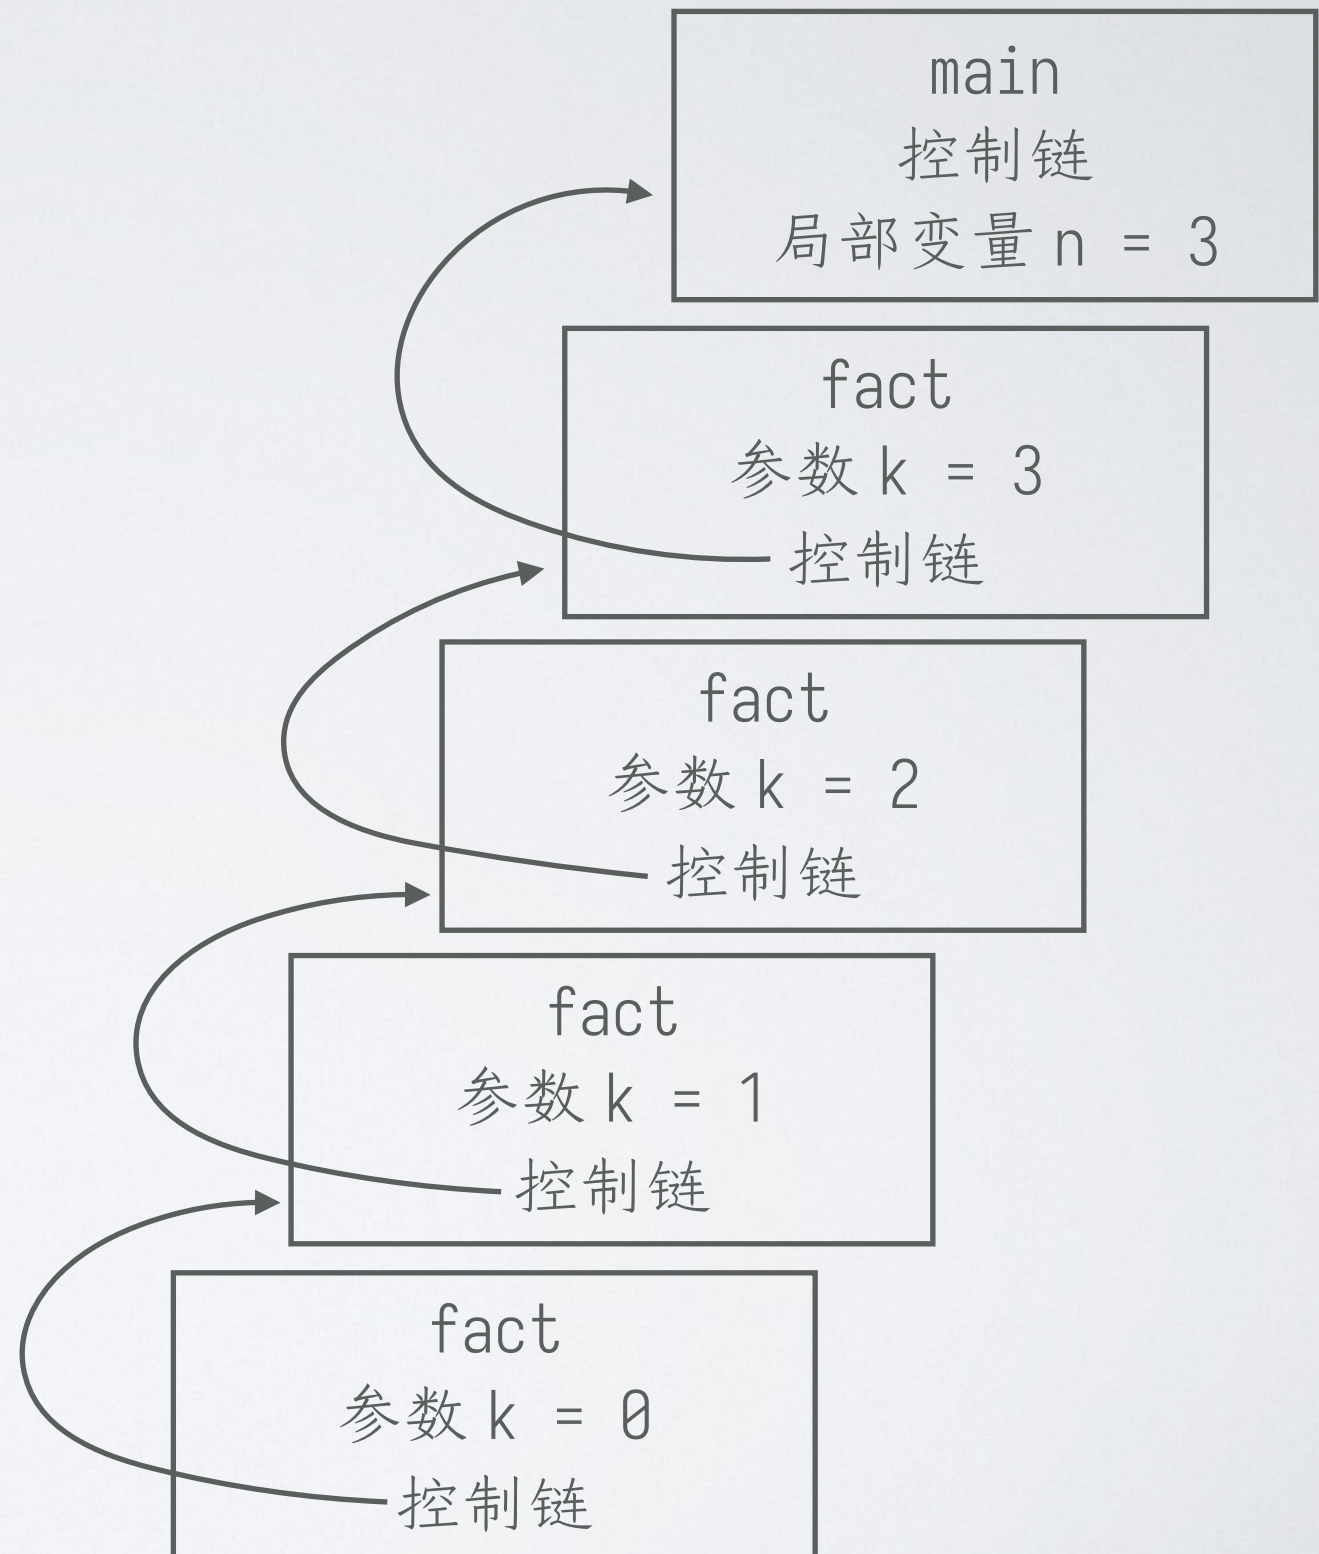 main
控制链
局部变量 n = 3
fact
参数 k = 3
控制链
fact
参数 k = 2
控制链
fact
参数 k = 1
控制链
fact
参数 k = 0
控制链